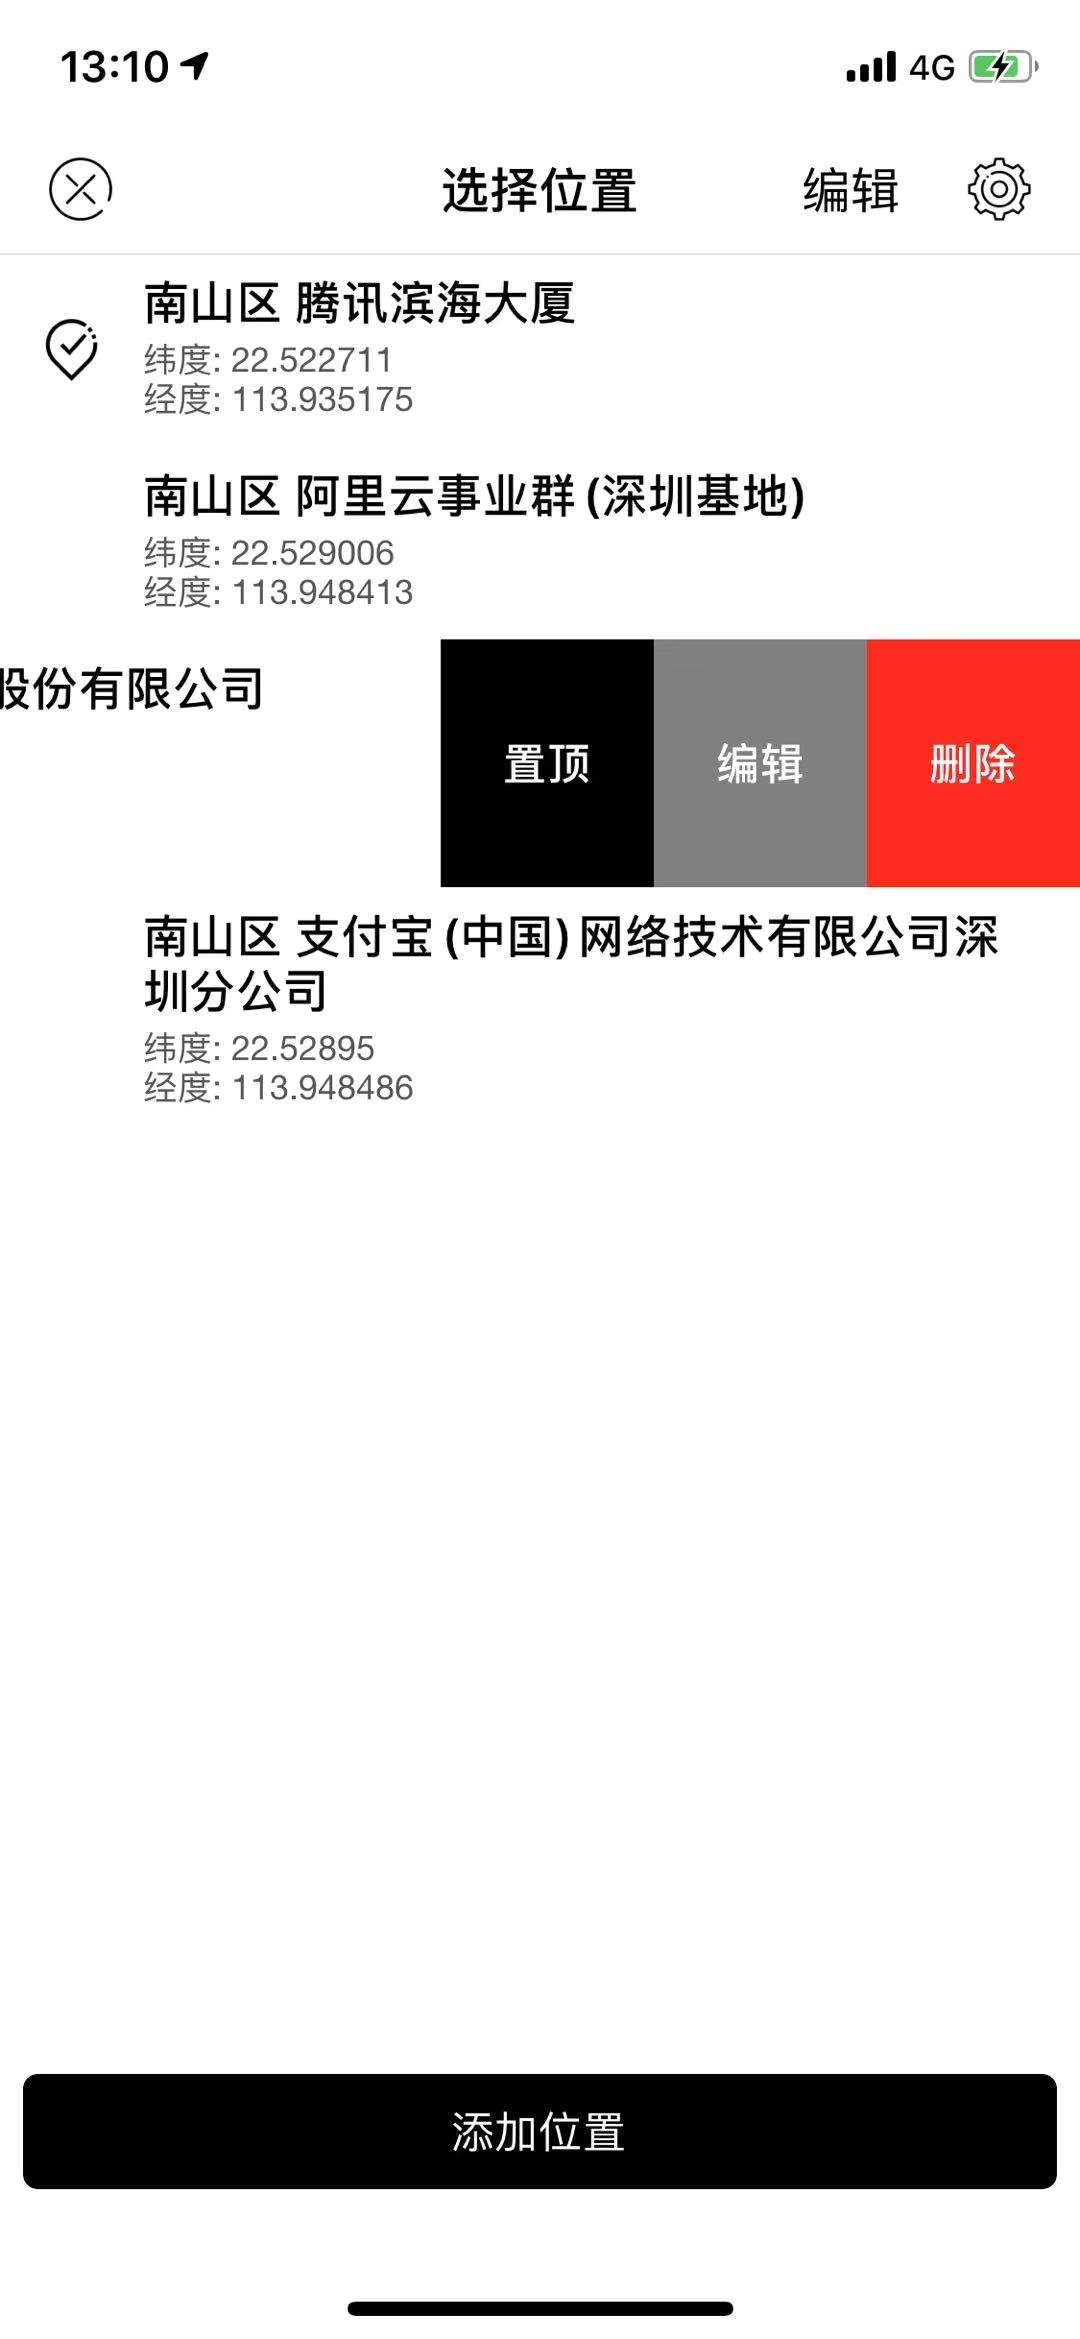 13:10
4G
选择位置 编辑
南山区 腾讯滨海大厦
纬度: 22.522711
经度: 113.935175
南山区 阿里云事业群(深圳基地)
纬度: 22.529006
经度: 113.948413
股份有限公司
置顶 编辑 删除
南山区 支付宝(中国)网络技术有限公司深
圳分公司
纬度: 22.52895
经度: 113.948486
添加位置